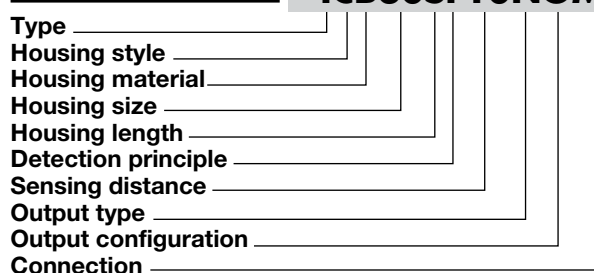 Type
Housing style
Housing material
Housing size
Housing length
Detection principle
Sensing distance
Output type
Output configuration
Connection